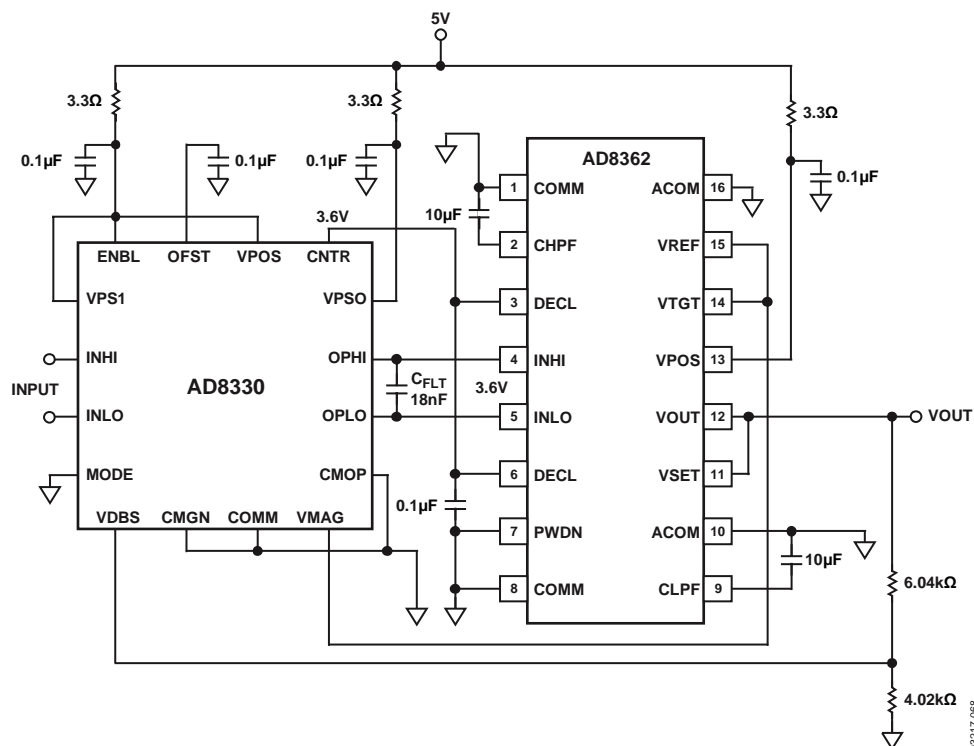 5V
3.3Ω
3.3Ω
3.3Ω
0.1µF
0.1µF
0.1µF
0.1µF
AD8362
1 COMM
ACOM 16
10µF
3.6V
2 CHPF
VREF 15
ENBL OFST VPOS CNTR
VPS1
VPSO
3 DECL
VTGT 14
INHI
OPHI
4 INHI
VPOS 13
INPUT
AD8330
CFLT
18nF
3.6V
INLO
OPLO
5 INLO
VOUT 12
VOUT
MODE
CMOP
6 DECL
VSET 11
0.1µF
VDBS CMGN COMM VMAG
7 PWDN
ACOM 10
10µF
8 COMM
CLPF 9
6.04kΩ
4.02kΩ